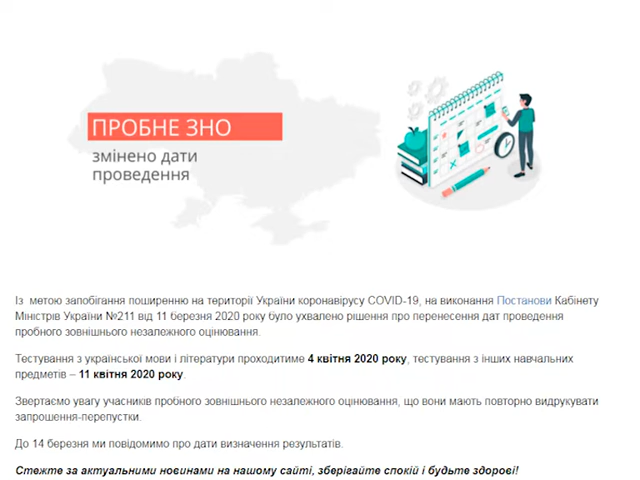 ПРОБНЕ ЗНО
змінено дати
проведення
Із метою запобігання поширенню на території України коронавірусу COVID-19, на виконання Постанови Кабінету
Міністрів України №211 від 11 березня 2020 року було ухвалено рішення про перенесення дат проведення
пробного зовнішнього незалежного оцінювання.
Тестування з української мови і літератури проходитиме 4 квітня 2020 року, тестування з інших навчальних
предметів – 11 квітня 2020 року.
Звертаємо увагу учасників пробного зовнішнього незалежного оцінювання, що вони мають повторно видрукувати
запрошення-перепустки.
До 14 березня ми повідомимо про дати визначення результатів.
Стежте за актуальними новинами на нашому сайті, зберігайте спокій і будьте здорові!